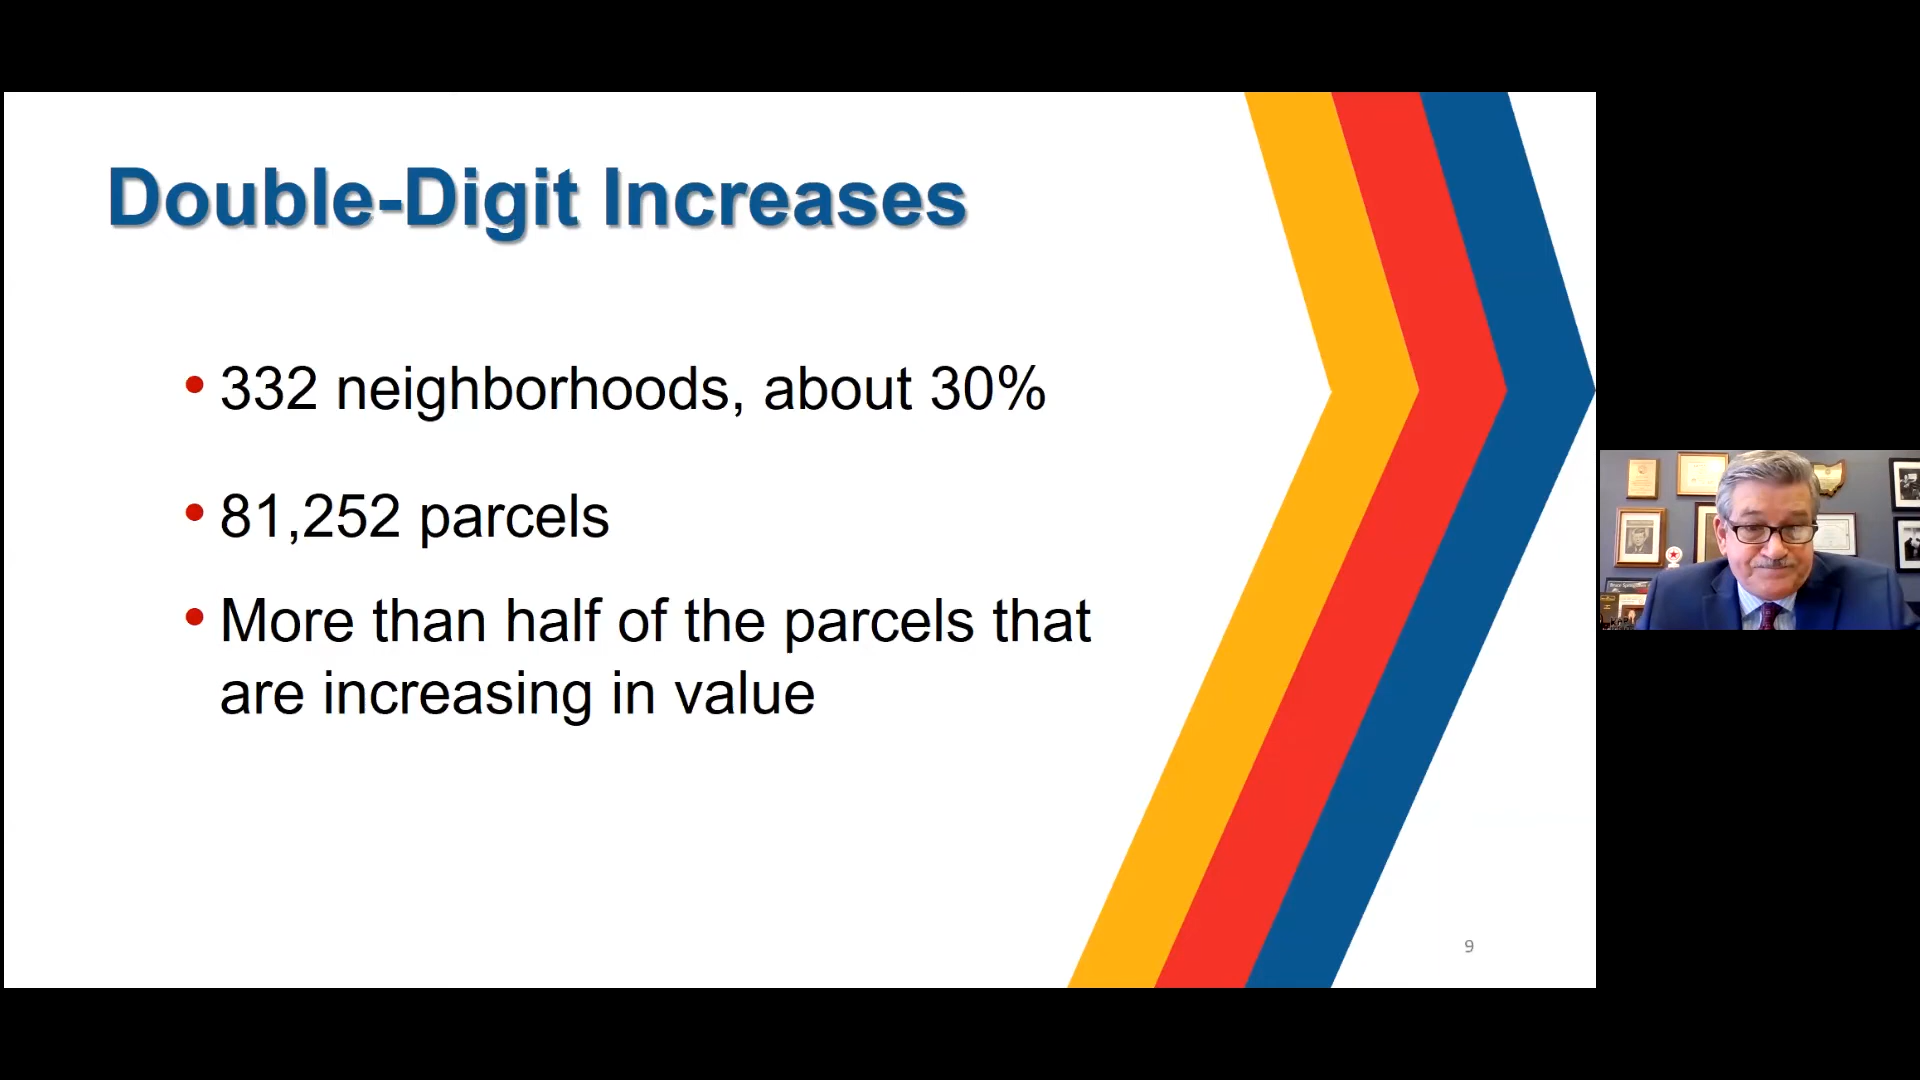 Double-Digit Increases
• 332 neighborhoods, about 30%
• 81,252 parcels
• More than half of the parcels that
are increasing in value
9